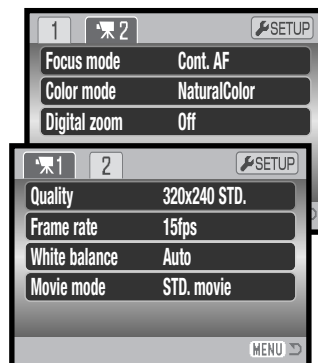 1 2 SETUP
Focus mode Cont. AF
Color mode NaturalColor
Digital zoom Off
1 2 SETUP
Quality 320x240 STD.
Frame rate 15fps
White balance Auto
Movie mode STD. movie
MENU